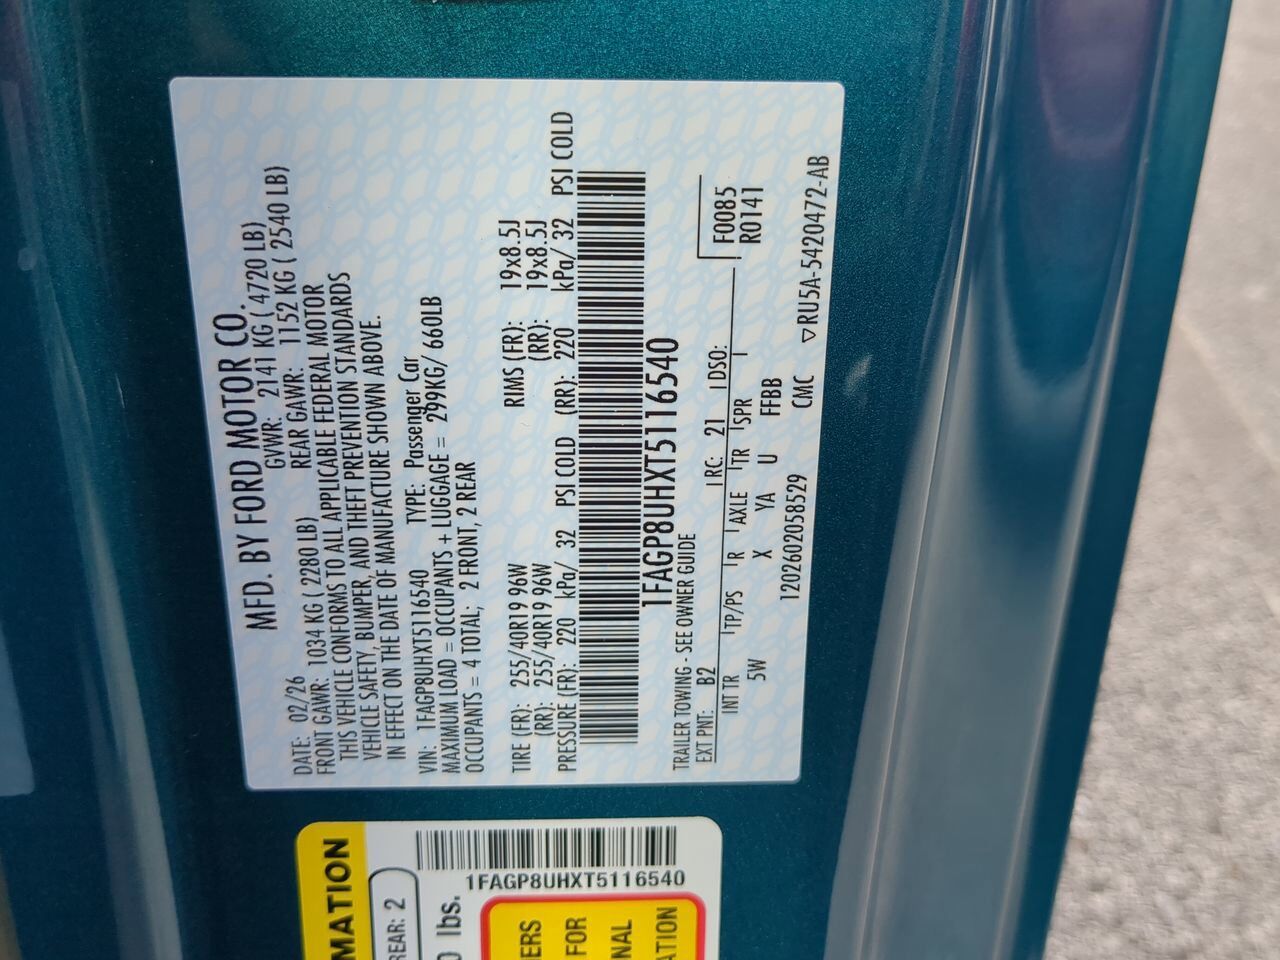 MFD. BY FORD MOTOR CO.
DATE: 02/26 GVWR: 2141 KG ( 4720 LB)
FRONT GAWR: 1034 KG ( 2280 LB) REAR GAWR: 1152 KG ( 2540 LB)
THIS VEHICLE CONFORMS TO ALL APPLICABLE FEDERAL MOTOR
VEHICLE SAFETY, BUMPER, AND THEFT PREVENTION STANDARDS
IN EFFECT ON THE DATE OF MANUFACTURE SHOWN ABOVE.
VIN: 1FAGP8UHXT5116540 TYPE: Passenger Car
MAXIMUM LOAD = OCCUPANTS + LUGGAGE = 299KG/ 660LB
OCCUPANTS = 4 TOTAL; 2 FRONT, 2 REAR
TIRE (FR): 255/40R19 96W RIMS (FR): 19x8.5J
(RR): 255/40R19 96W (RR): 19x8.5J
PRESSURE (FR): 220 kPa/ 32 PSI COLD (RR): 220 kPa/ 32 PSI COLD
1FAGP8UHXT5116540
TRAILER TOWING - SEE OWNER GUIDE
F0085
R0141
EXT PNT: B2 RC: 21 DSO:
INT TR TP/PS R AXLE TR SPR
5W X YA U FFBB
1202602058529 CMC ▽RU5A-5420472-AB
MATION
REAR: 2
1FAGP8UHXT5116540
lbs.
ERS
FOR
NAL
ATION